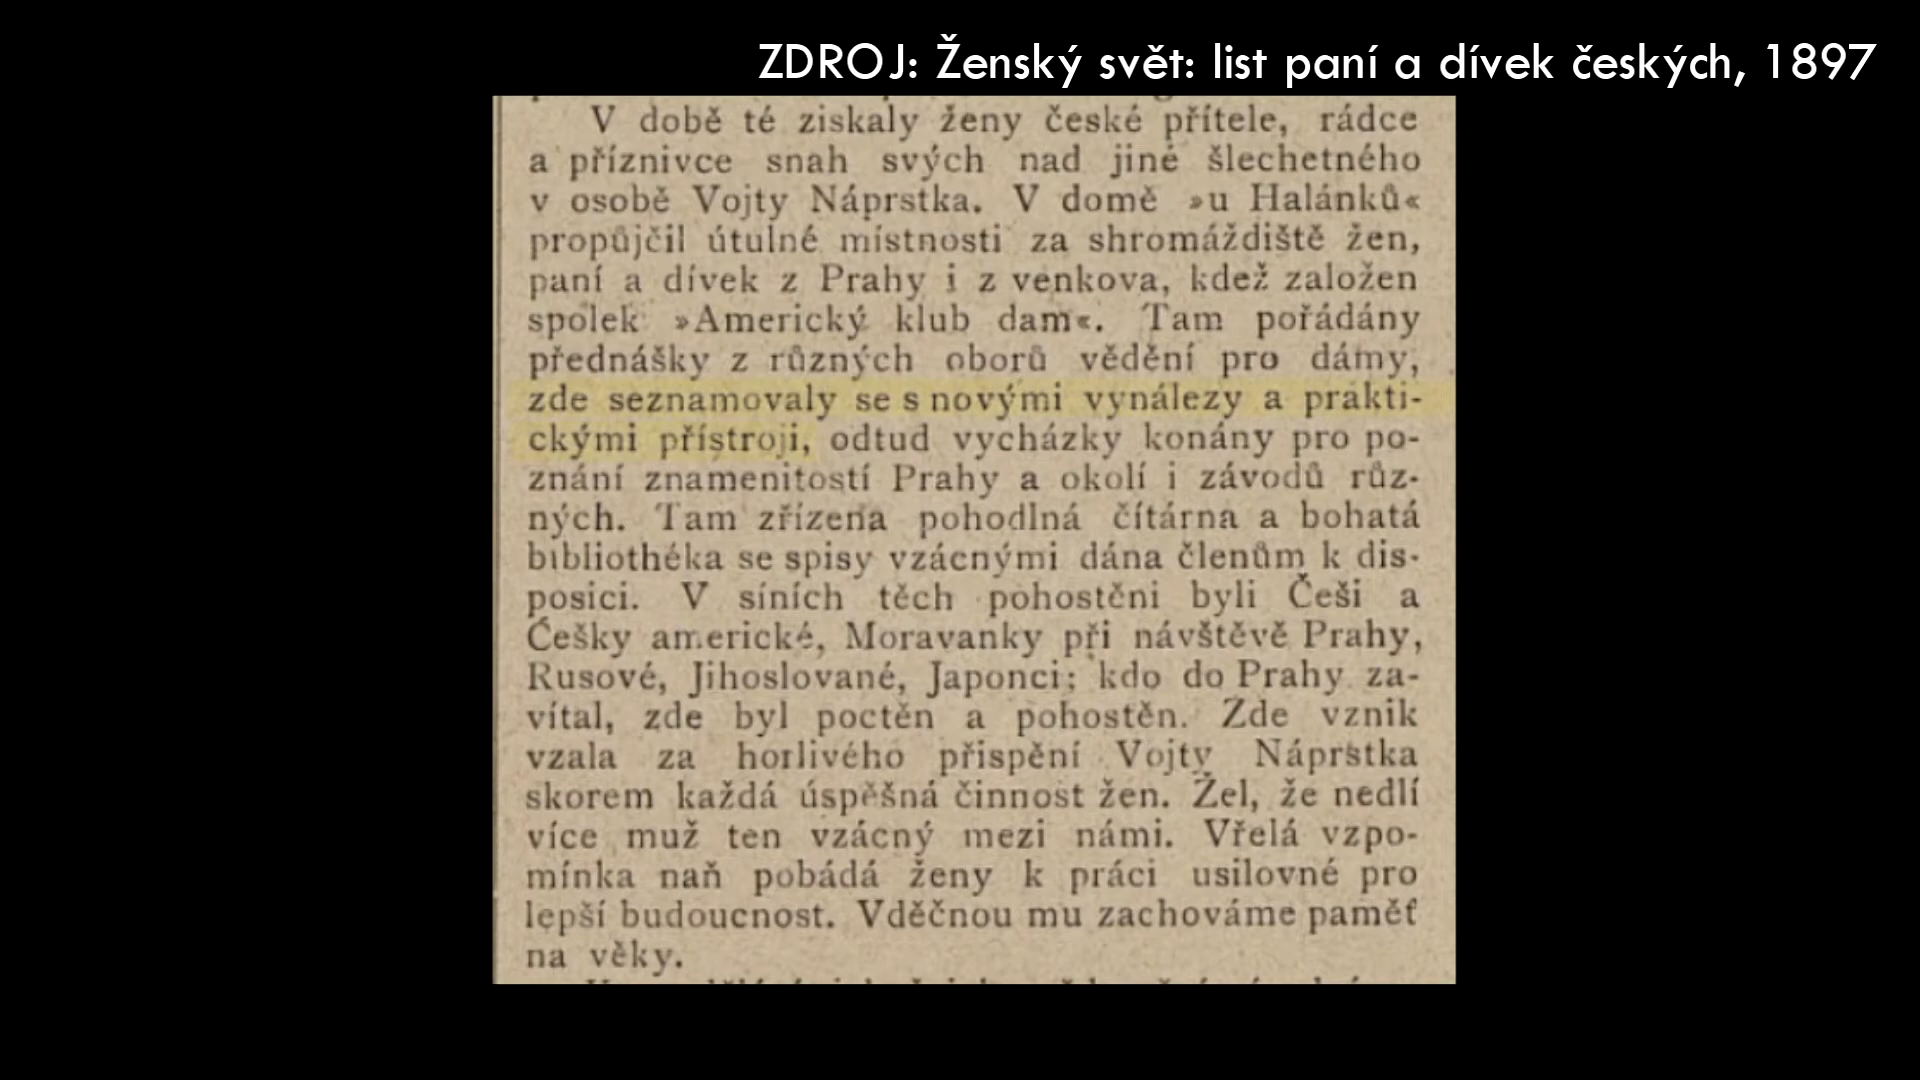 ZDROJ: Ženský svět: list paní a dívek českých, 1897
V době té získaly ženy české přítele, rádce
a příznivce snah svých nad jiné šlechetného
v osobě Vojty Náprstka. V domě »u Halánků«
propůjčil útulné místnosti za shromáždiště žen,
paní a dívek z Prahy i z venkova, kdež založen
spolek »Americký klub dam«. Tam pořádány
přednášky z různých oborů vědění pro dámy,
zde seznamovaly se s novými vynálezy a prakti-
ckými přístroji, odtud vycházky konány pro po-
znání znamenitostí Prahy a okolí i závodů růz-
ných. Tam zřízena pohodlná čítárna a bohatá
bibliothéka se spisy vzácnými dána členům k dis-
posici. V síních těch pohostěni byli Češi a
Češky americké, Moravanky při návštěvě Prahy,
Rusové, Jihoslované, Japonci; kdo do Prahy za-
vítal, zde byl poctěn a pohostěn. Zde vznik
vzala za horlivého přispění Vojty Náprstka
skorem každá úspěšná činnost žen. Žel, že nedlí
více muž ten vzácný mezi námi. Vřelá vzpo-
mínka naň pobádá ženy k práci usilovné pro
lepší budoucnost. Vděčnou mu zachováme paměť
na věky.